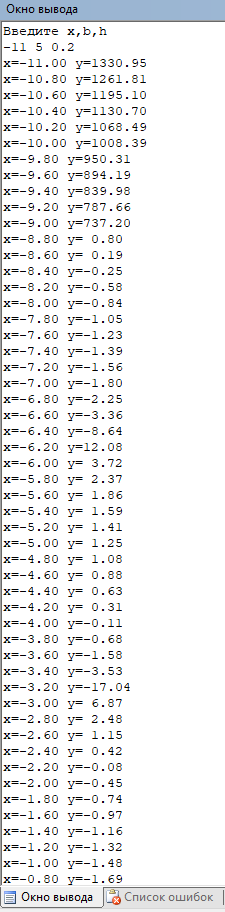 Окно вывода
Введите x,b,h
-11 5 0.2
x=-11.00 y=1330.95
x=-10.80 y=1261.81
x=-10.60 y=1195.10
x=-10.40 y=1130.70
x=-10.20 y=1068.49
x=-10.00 y=1008.39
x=-9.80 y=950.31
x=-9.60 y=894.19
x=-9.40 y=839.98
x=-9.20 y=787.66
x=-9.00 y=737.20
x=-8.80 y= 0.80
x=-8.60 y= 0.19
x=-8.40 y=-0.25
x=-8.20 y=-0.58
x=-8.00 y=-0.84
x=-7.80 y=-1.05
x=-7.60 y=-1.23
x=-7.40 y=-1.39
x=-7.20 y=-1.56
x=-7.00 y=-1.80
x=-6.80 y=-2.25
x=-6.60 y=-3.36
x=-6.40 y=-8.64
x=-6.20 y=12.08
x=-6.00 y= 3.72
x=-5.80 y= 2.37
x=-5.60 y= 1.86
x=-5.40 y= 1.59
x=-5.20 y= 1.41
x=-5.00 y= 1.25
x=-4.80 y= 1.08
x=-4.60 y= 0.88
x=-4.40 y= 0.63
x=-4.20 y= 0.31
x=-4.00 y=-0.11
x=-3.80 y=-0.68
x=-3.60 y=-1.58
x=-3.40 y=-3.53
x=-3.20 y=-17.04
x=-3.00 y= 6.87
x=-2.80 y= 2.48
x=-2.60 y= 1.15
x=-2.40 y= 0.42
x=-2.20 y=-0.08
x=-2.00 y=-0.45
x=-1.80 y=-0.74
x=-1.60 y=-0.97
x=-1.40 y=-1.16
x=-1.20 y=-1.32
x=-1.00 y=-1.48
x=-0.80 y=-1.69
Окно вывода Список ошибок